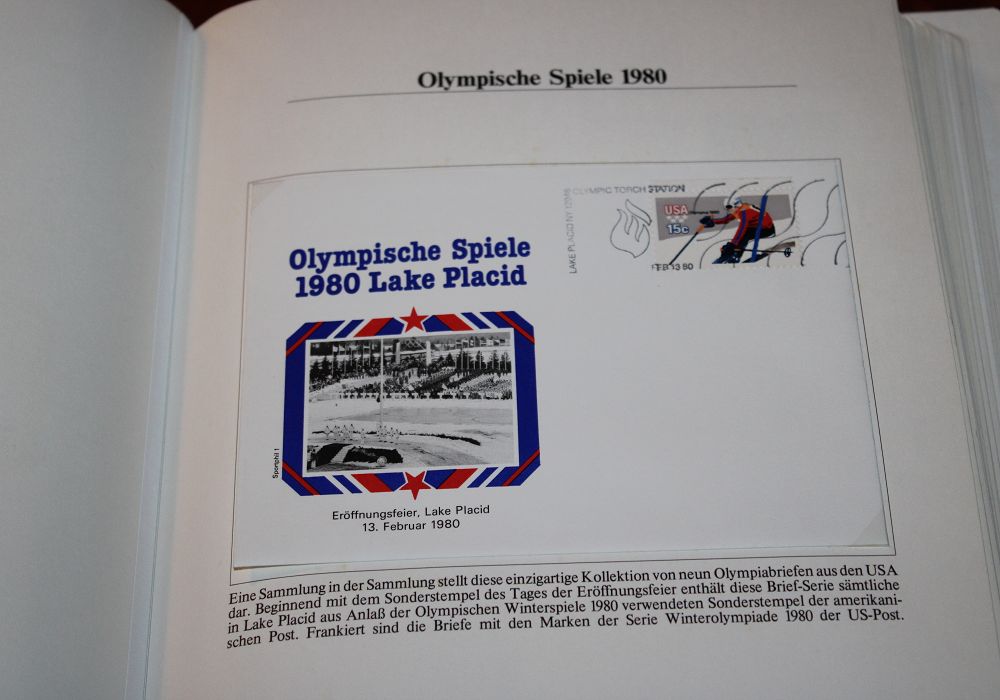 Olympische Spiele 1980
OLYMPIC TORCH STATION
LAKE PLACID NY 12946
USA
15c
FEB 13 80
Olympische Spiele
1980 Lake Placid
Sportphil 1
Eröffnungsfeier, Lake Placid
13. Februar 1980
Eine Sammlung in der Sammlung stellt diese einzigartige Kollektion von neun Olympiabriefen aus den USA
dar. Beginnend mit dem Sonderstempel des Tages der Eröffnungsfeier enthält diese Brief-Serie sämtliche
in Lake Placid aus Anlaß der Olympischen Winterspiele 1980 verwendeten Sonderstempel der amerikani-
schen Post. Frankiert sind die Briefe mit den Marken der Serie Winterolympiade 1980 der US-Post.